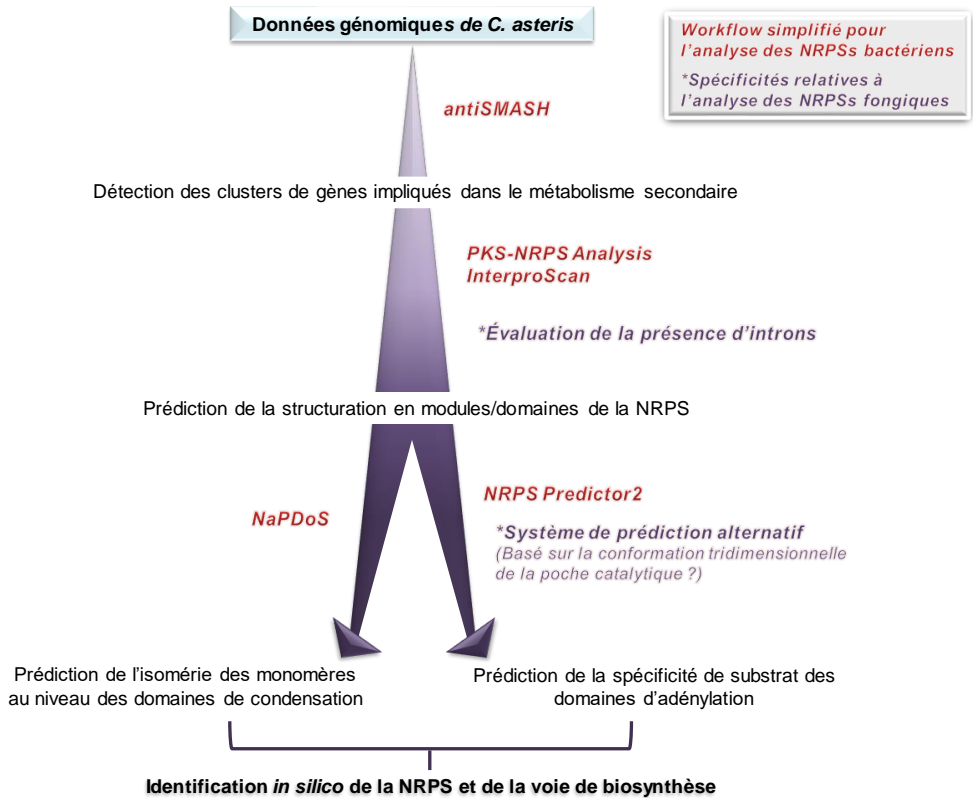 Données génomiques de C. asteris
Workflow simplifié pour
l'analyse des NRPSs bactériens
*Spécificités relatives à
l'analyse des NRPSs fongiques
antiSMASH
Détection des clusters de gènes impliqués dans le métabolisme secondaire
PKS-NRPS Analysis
InterproScan
*Évaluation de la présence d'introns
Prédiction de la structuration en modules/domaines de la NRPS
NaPDoS
NRPS Predictor2
*Système de prédiction alternatif
(Basé sur la conformation tridimensionnelle
de la poche catalytique ?)
Prédiction de l'isomérie des monomères
au niveau des domaines de condensation
Prédiction de la spécificité de substrat des
domaines d'adénylation
Identification in silico de la NRPS et de la voie de biosynthèse